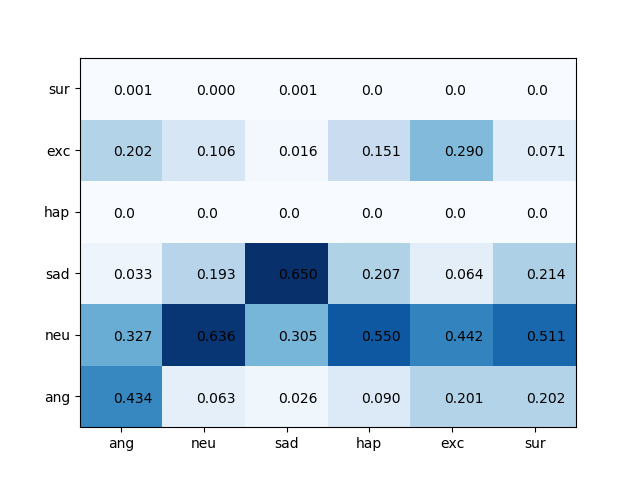 sur 0.001 0.000 0.001 0.0 0.0 0.0
exc 0.202 0.106 0.016 0.151 0.290 0.071
hap 0.0 0.0 0.0 0.0 0.0 0.0
sad 0.033 0.193 0.650 0.207 0.064 0.214
neu 0.327 0.636 0.305 0.550 0.442 0.511
ang 0.434 0.063 0.026 0.090 0.201 0.202
ang neu sad hap exc sur